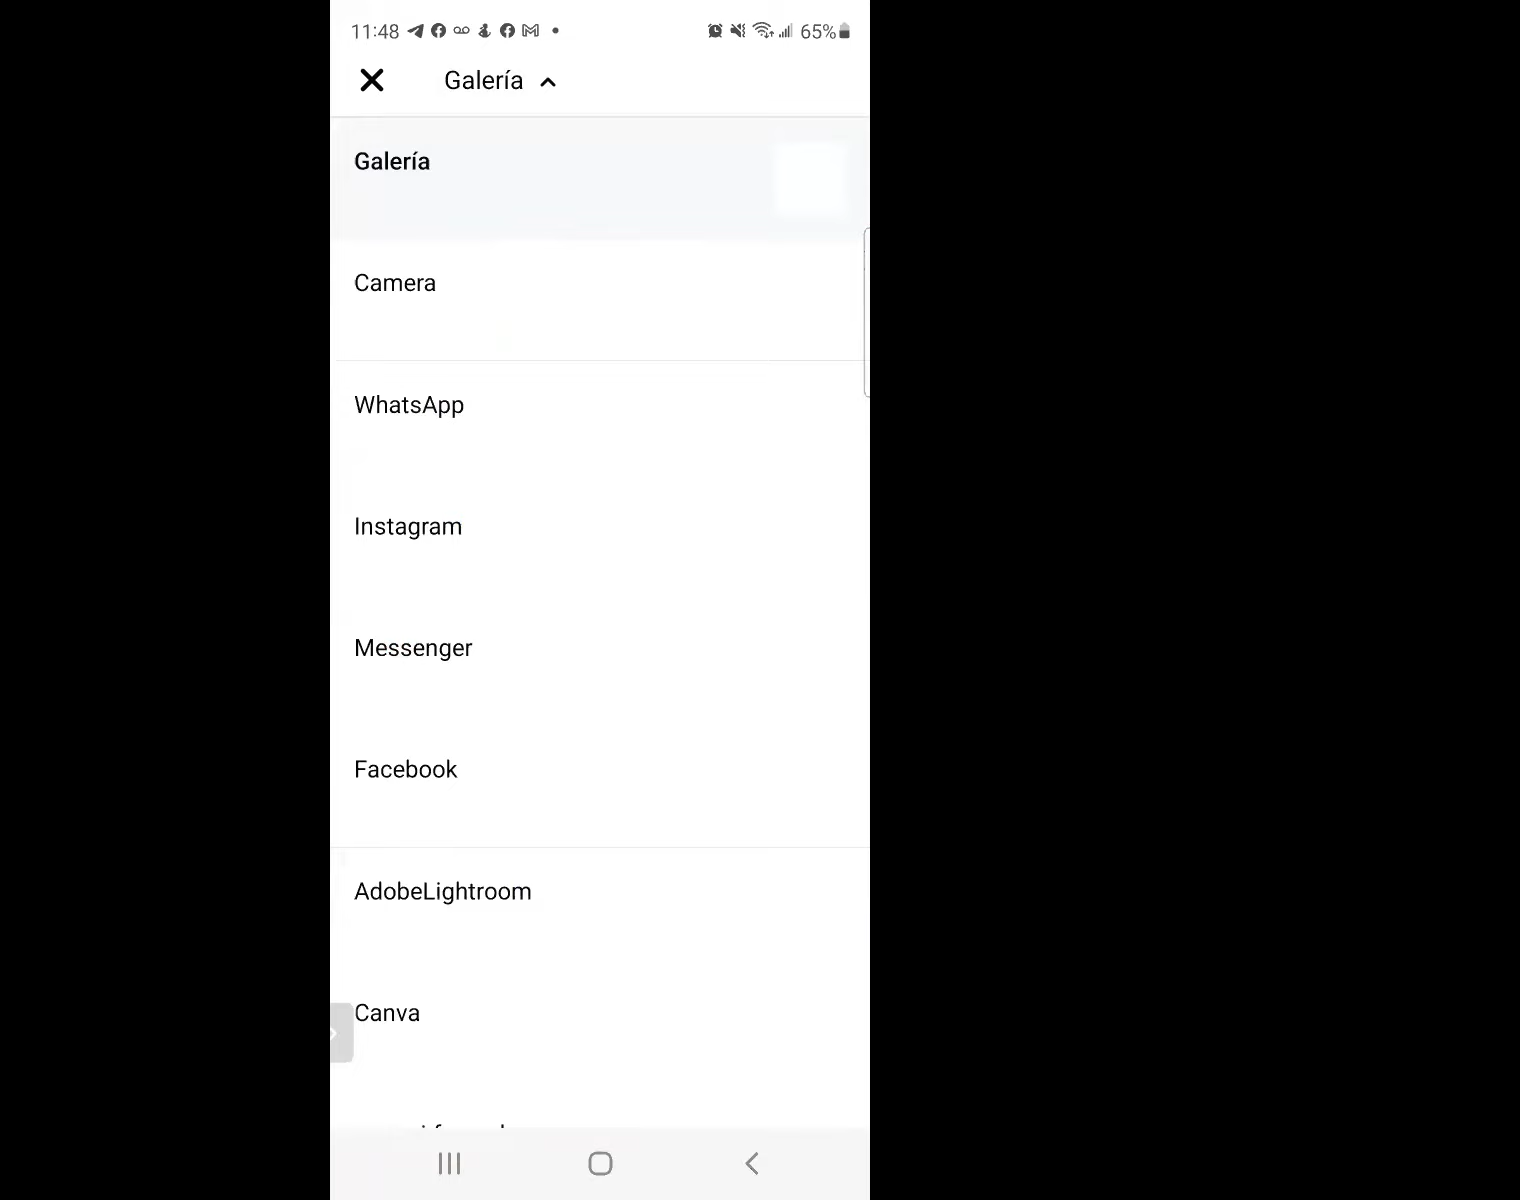 11:48 65%
Galería
Galería
Camera
WhatsApp
Instagram
Messenger
Facebook
AdobeLightroom
Canva